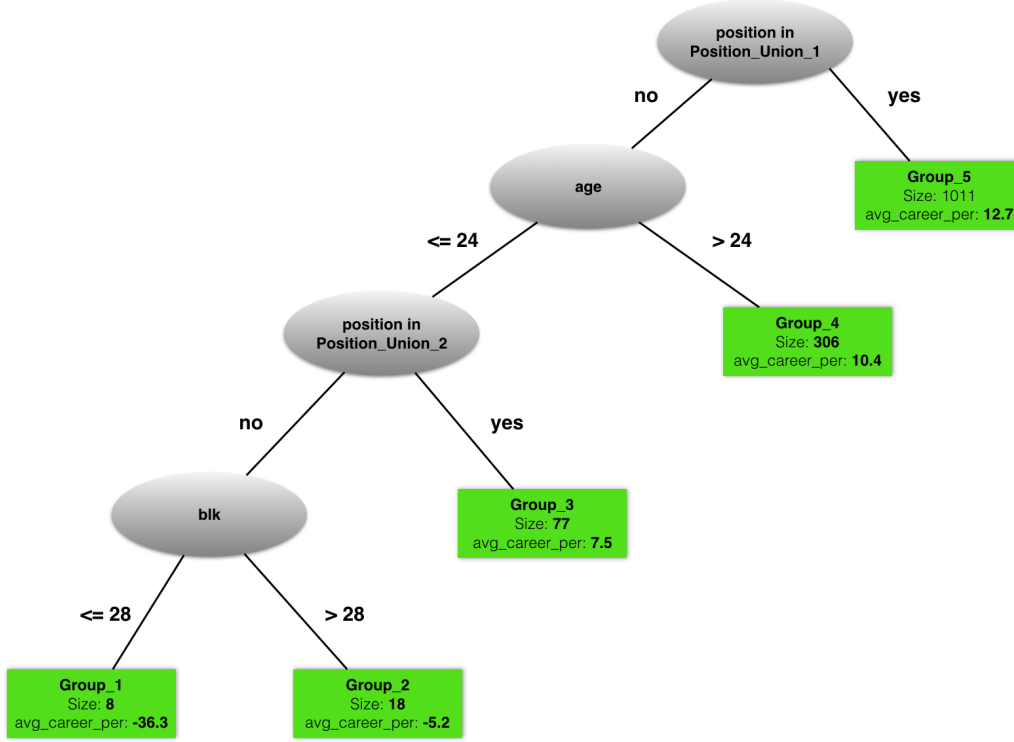 position in
Position_Union_1
no
yes
Group_5
Size: 1011
avg_career_per: 12.7
age
<= 24
> 24
Group_4
Size: 306
avg_career_per: 10.4
position in
Position_Union_2
no
yes
Group_3
Size: 77
avg_career_per: 7.5
blk
<= 28
> 28
Group_1
Size: 8
avg_career_per: -36.3
Group_2
Size: 18
avg_career_per: -5.2